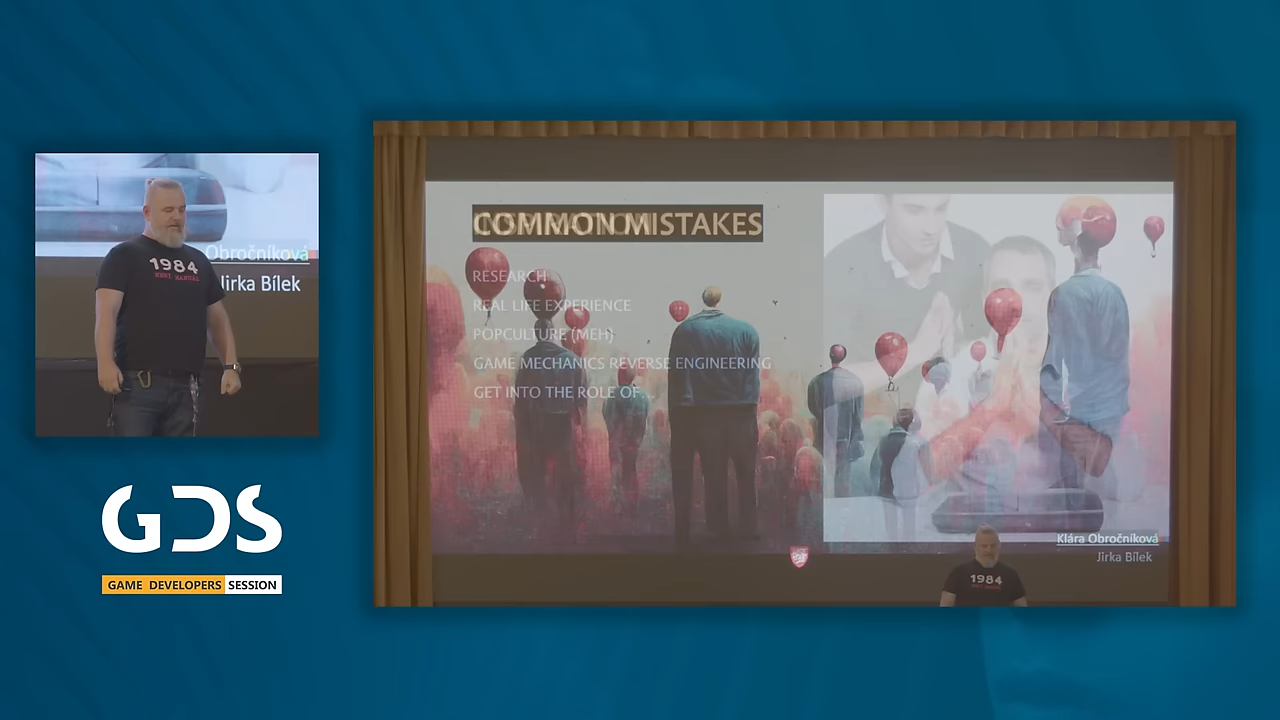 Obročníková
Jirka Bílek
1984
GDS
GAME DEVELOPERS SESSION
COMMON MISTAKES
INSPIRATION
RESEARCH
REAL LIFE EXPERIENCE
POPCULTURE (MEH)
GAME MECHANICS REVERSE ENGINEERING
GET INTO THE ROLE OF...
Klára Obročníková
Jirka Bílek
1984